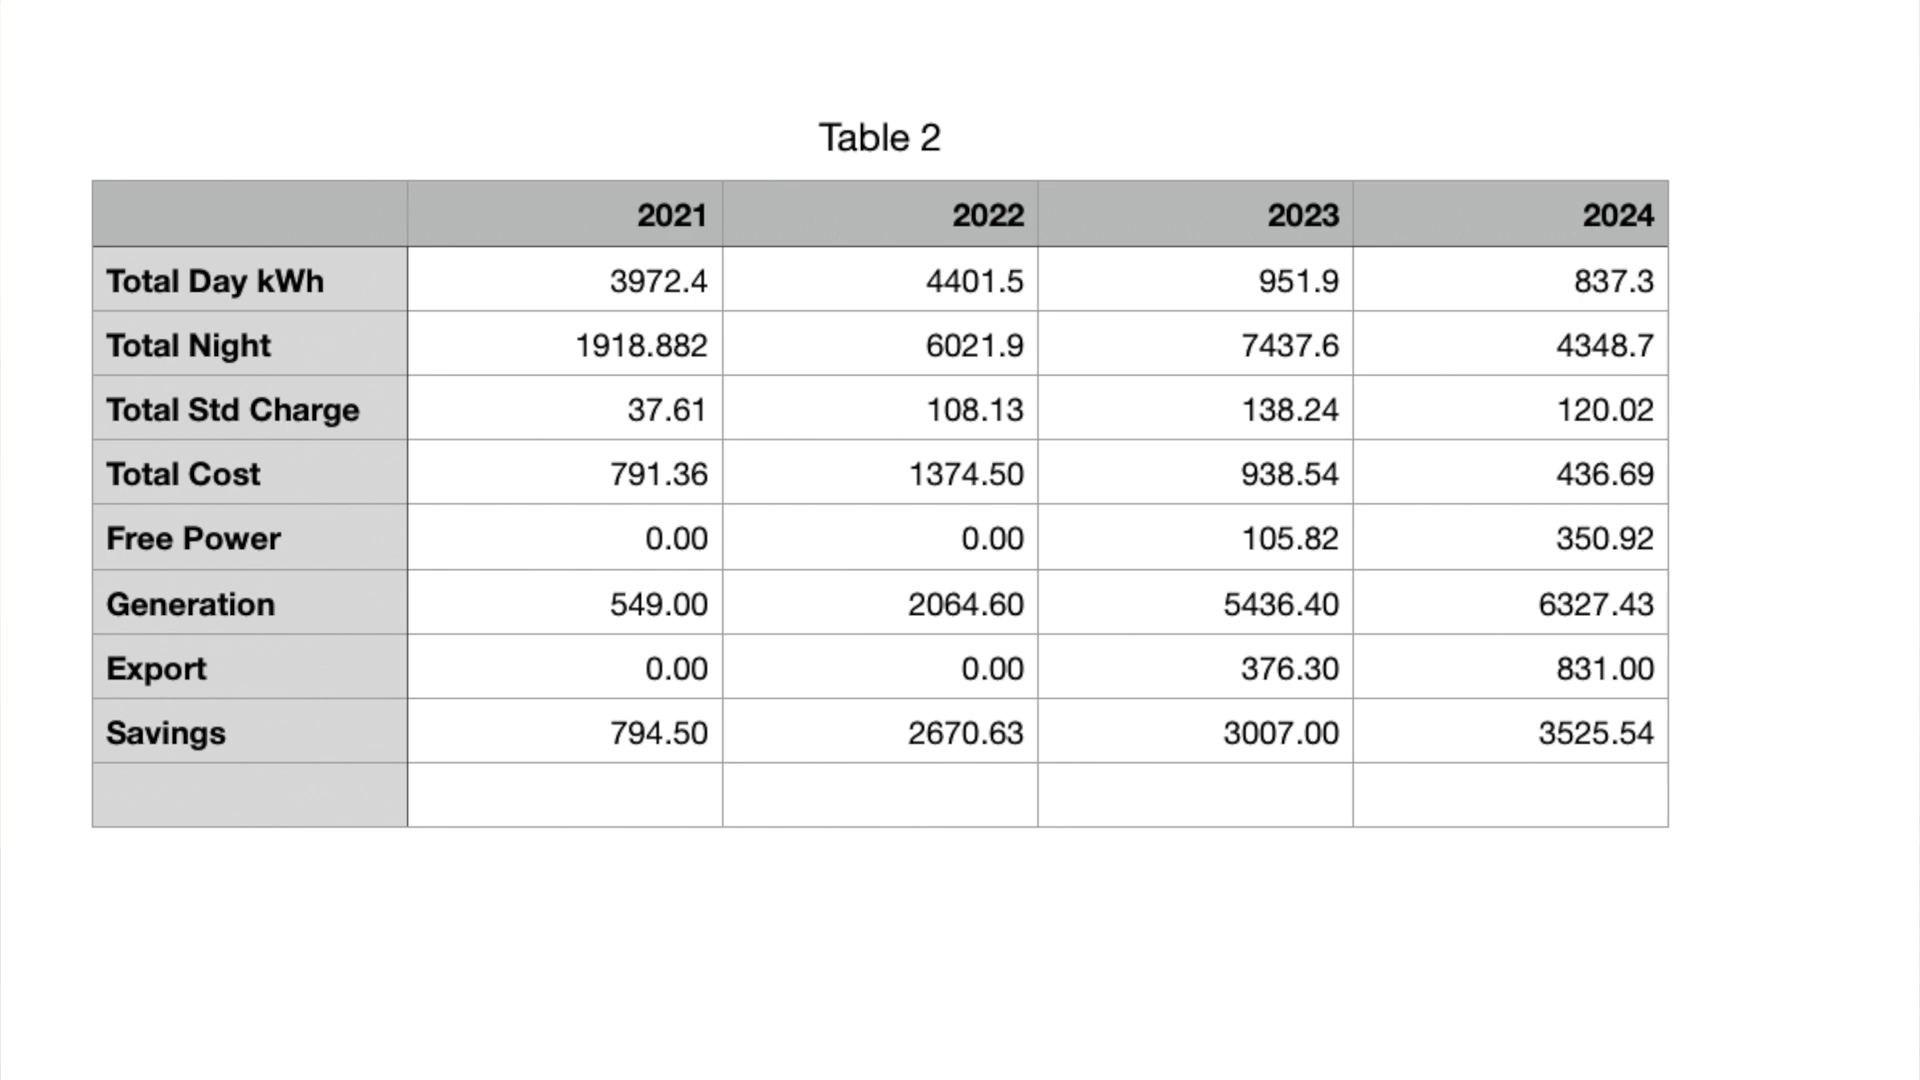 Table 2
2021 2022 2023 2024
Total Day kWh 3972.4 4401.5 951.9 837.3
Total Night 1918.882 6021.9 7437.6 4348.7
Total Std Charge 37.61 108.13 138.24 120.02
Total Cost 791.36 1374.50 938.54 436.69
Free Power 0.00 0.00 105.82 350.92
Generation 549.00 2064.60 5436.40 6327.43
Export 0.00 0.00 376.30 831.00
Savings 794.50 2670.63 3007.00 3525.54